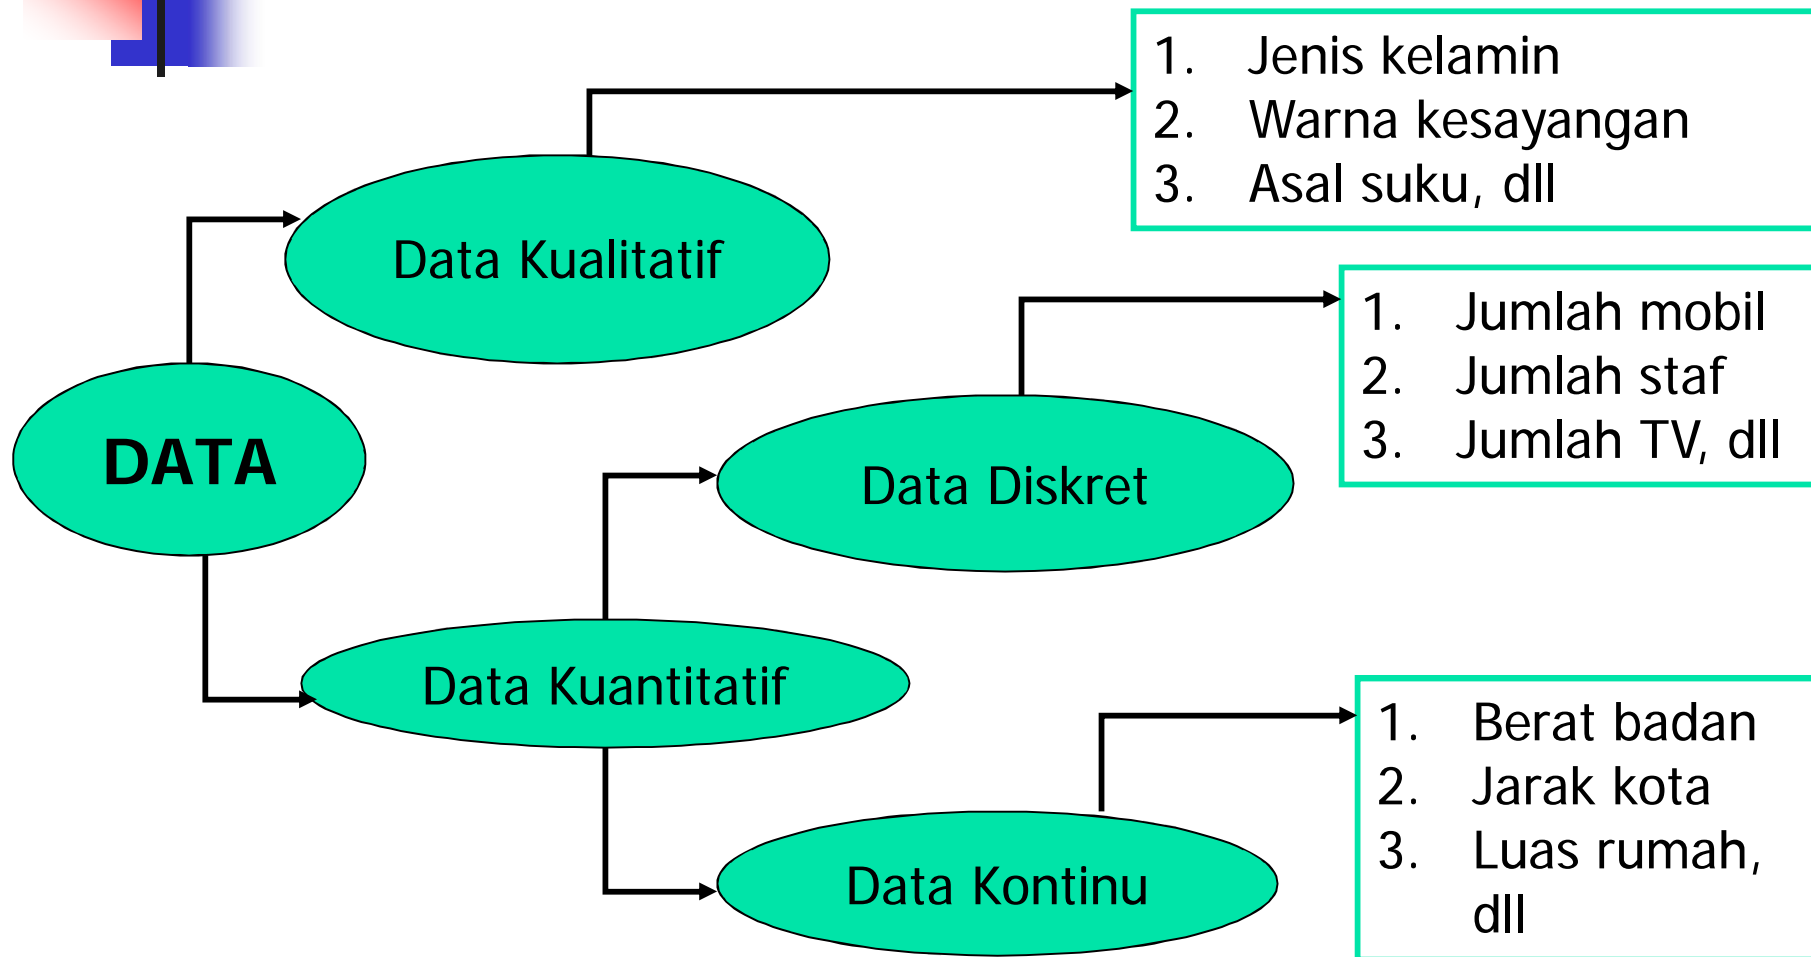 1. Jenis kelamin
2. Warna kesayangan
3. Asal suku, dll
Data Kualitatif
1. Jumlah mobil
2. Jumlah staf
3. Jumlah TV, dll
DATA
Data Diskret
Data Kuantitatif
1. Berat badan
2. Jarak kota
3. Luas rumah,
dll
Data Kontinu